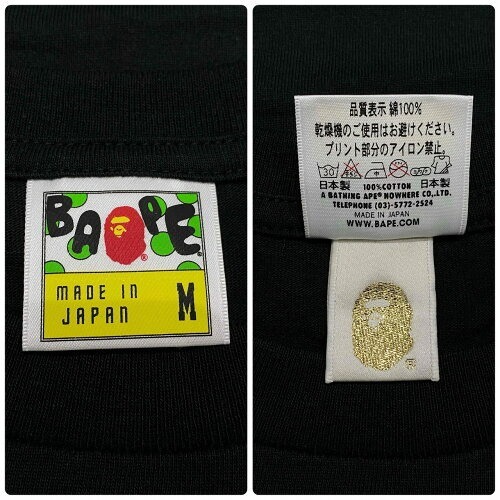 BAPE
MADE IN
JAPAN
M
品質表示 綿100%
乾燥機のご使用はお避けください。
プリント部分のアイロン禁止。
30
日本製 100%COTTON 日本製
A BATHING APE® NOWHERE CO.,LTD.
TELEPHONE (03)-5772-2524
MADE IN JAPAN
WWW.BAPE.COM